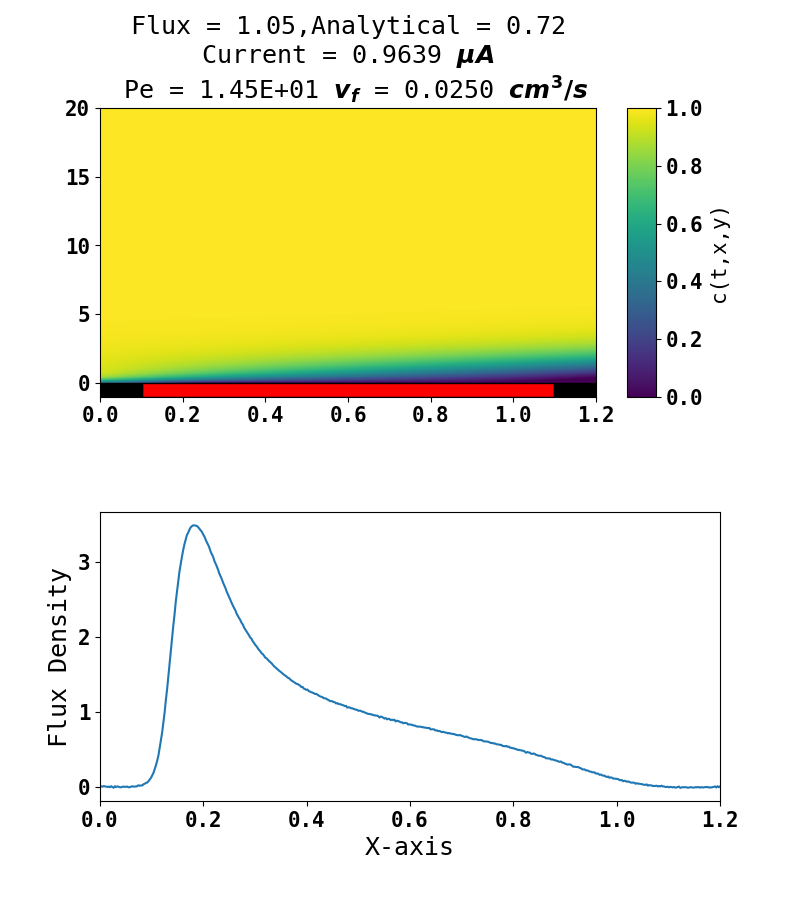 Flux = 1.05,Analytical = 0.72
Current = 0.9639 μA
Pe = 1.45E+01 v_f = 0.0250 cm³/s
20
15
10
5
0
0.0 0.2 0.4 0.6 0.8 1.0 1.2
1.0
0.8
0.6
0.4
0.2
0.0
c(t,x,y)
3
2
1
0
Flux Density
0.0 0.2 0.4 0.6 0.8 1.0 1.2
X-axis